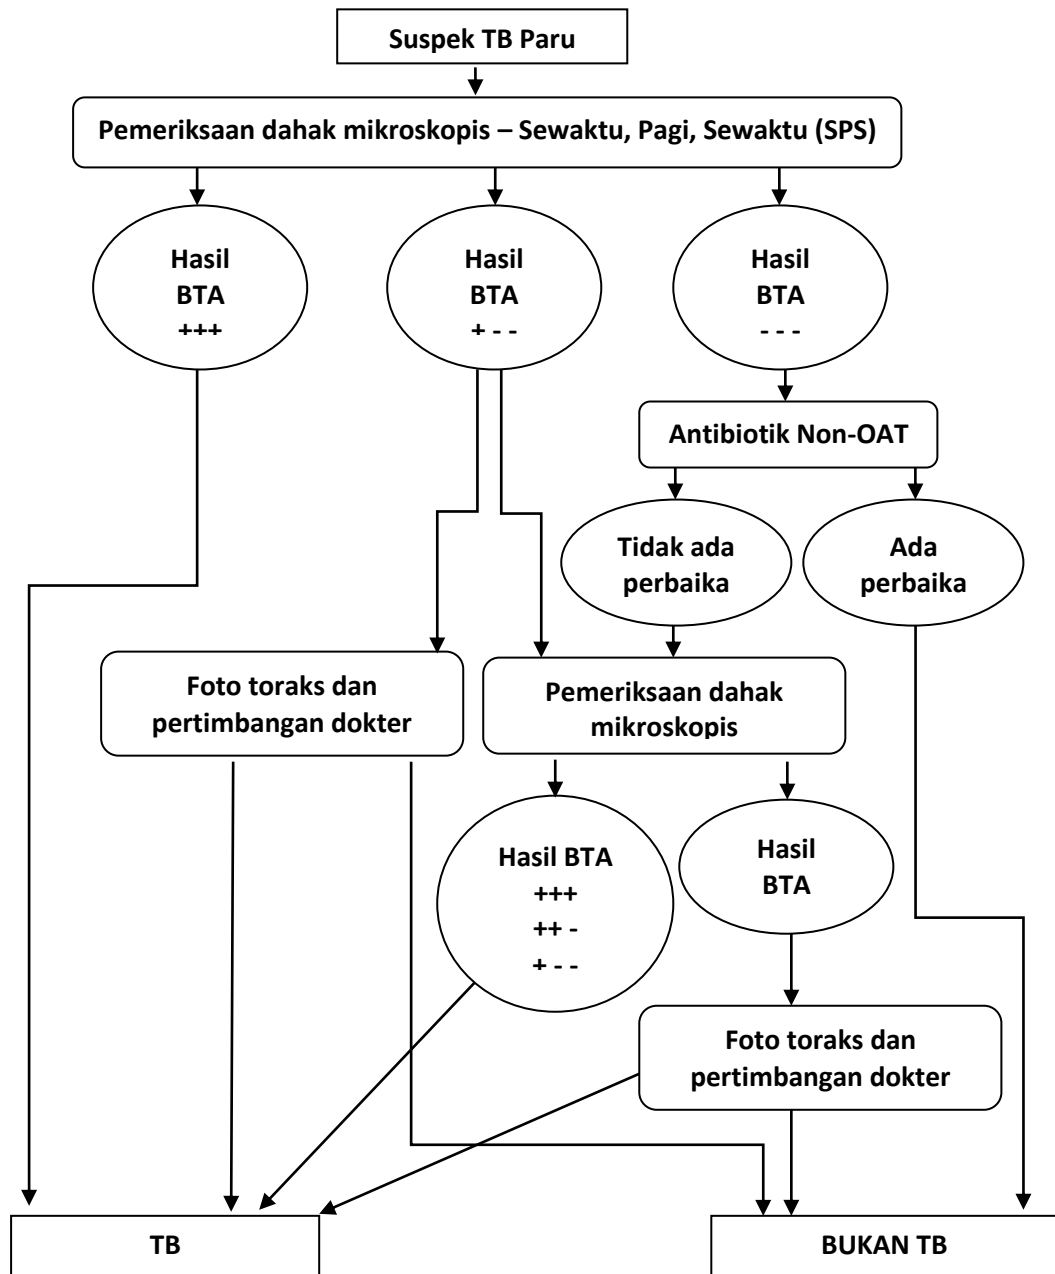 Suspek TB Paru
Pemeriksaan dahak mikroskopis – Sewaktu, Pagi, Sewaktu (SPS)
Hasil
BTA
+++
Hasil
BTA
+ - -
Hasil
BTA
- - -
Antibiotik Non-OAT
Tidak ada
perbaika
Ada
perbaika
Foto toraks dan
pertimbangan dokter
Pemeriksaan dahak
mikroskopis
Hasil BTA
+++
++ -
+ - -
Hasil
BTA
Foto toraks dan
pertimbangan dokter
TB
BUKAN TB